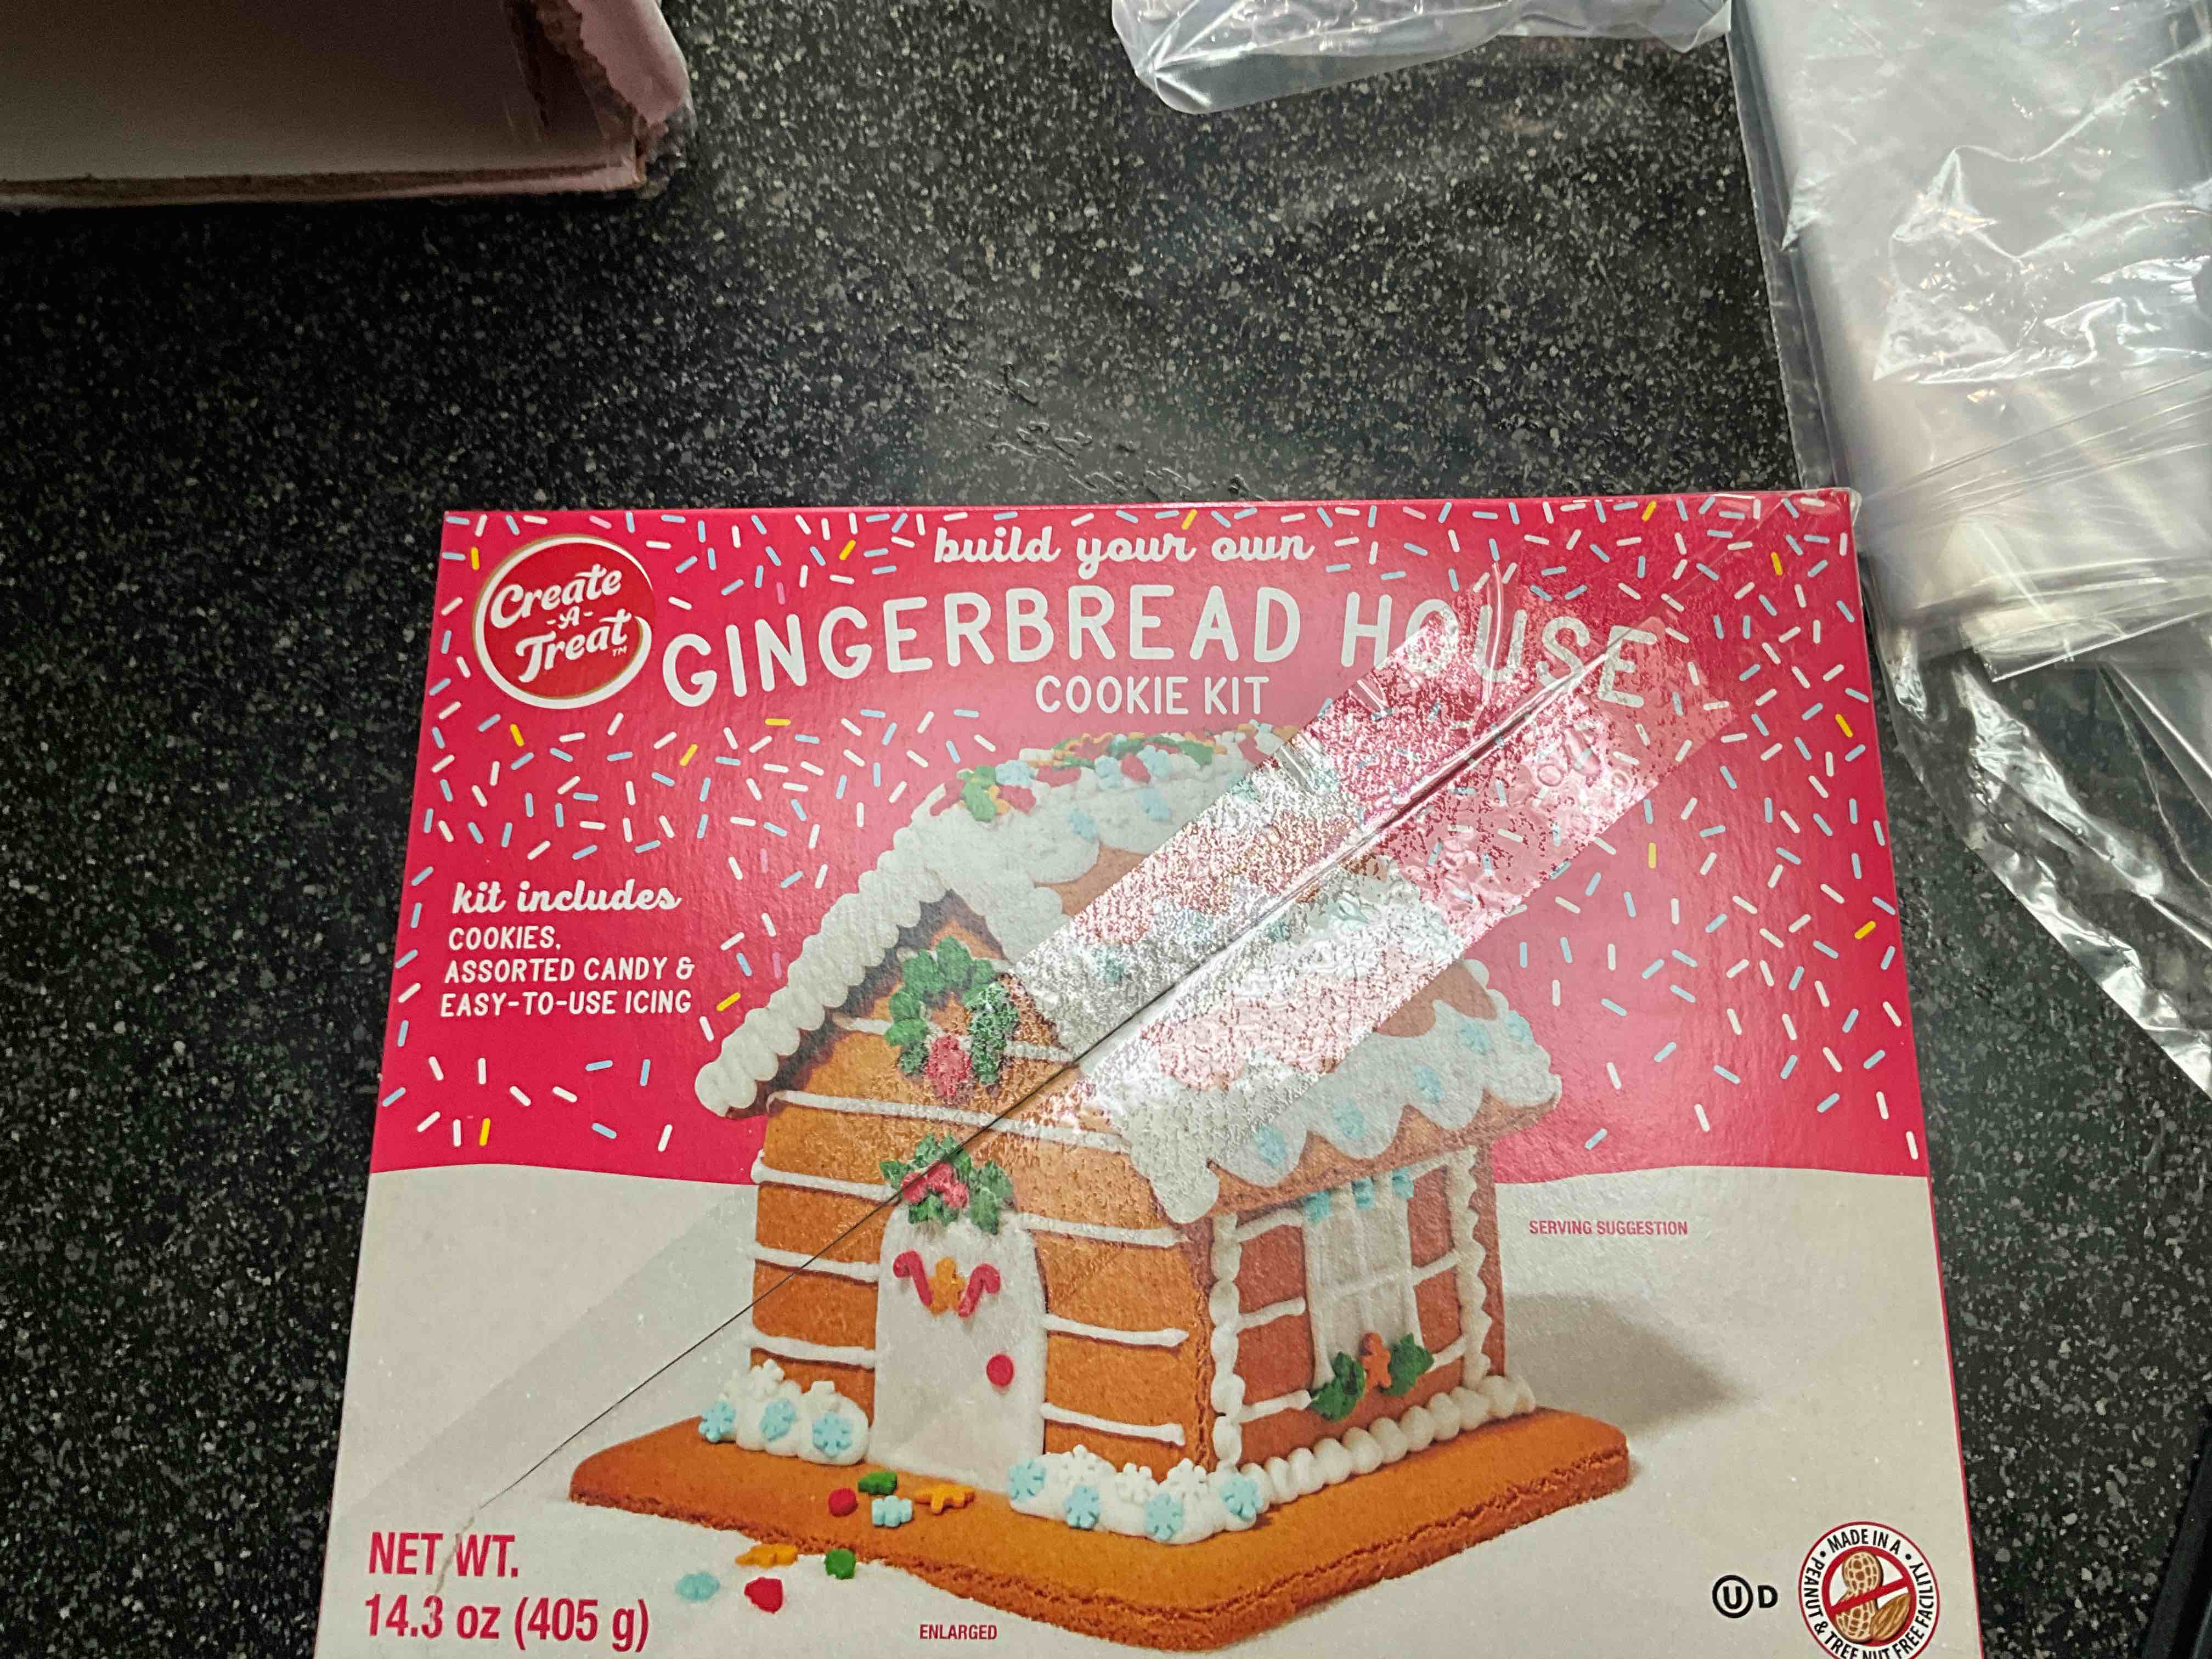 build your own
Create
-A-
Treat™
GINGERBREAD HOUSE
COOKIE KIT
kit includes
COOKIES,
ASSORTED CANDY &
EASY-TO-USE ICING
SERVING SUGGESTION
NET WT.
14.3 oz (405 g)
ENLARGED
U D
• MADE IN A •
PEANUT & TREE NUT FREE FACILITY